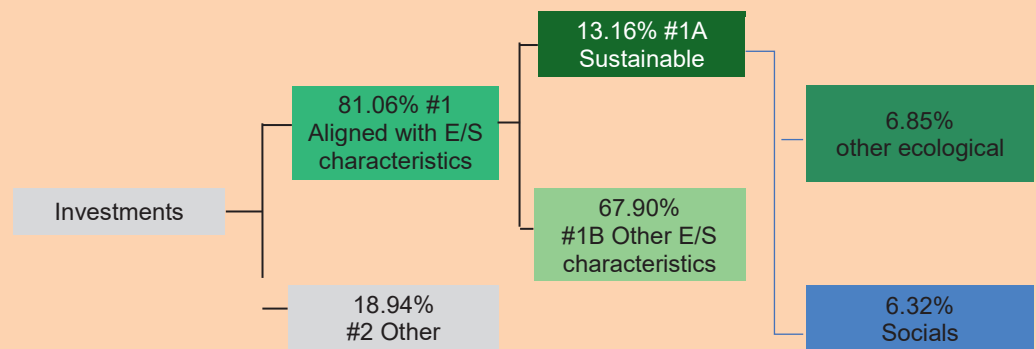 Investments
81.06% #1
Aligned with E/S
characteristics
18.94%
#2 Other
13.16% #1A
Sustainable
67.90%
#1B Other E/S
characteristics
6.85%
other ecological
6.32%
Socials